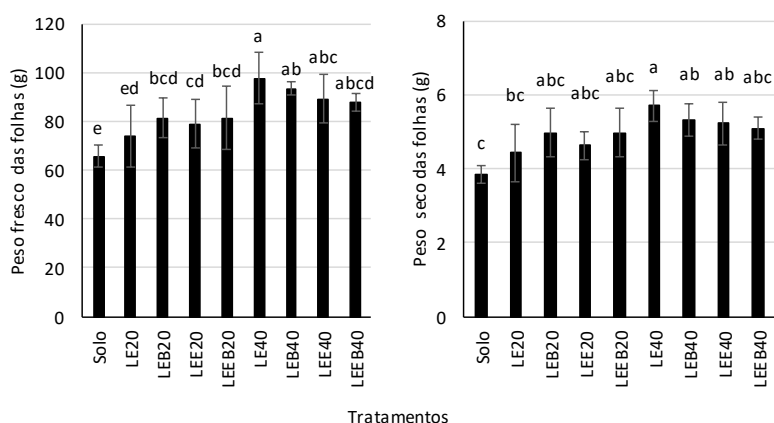 Peso fresco das folhas (g)
120
100
80
60
40
20
0
e
ed
bcd
cd
bcd
a
ab
abc
abcd
Solo
LE20
LEB20
LEE20
LEEB20
LE40
LEB40
LEE40
LEEB40
Peso seco das folhas (g)
8
6
4
2
0
c
bc
abc
abc
abc
a
ab
ab
abc
Solo
LE20
LEB20
LEE20
LEEB20
LE40
LEB40
LEE40
LEEB40
Tratamentos